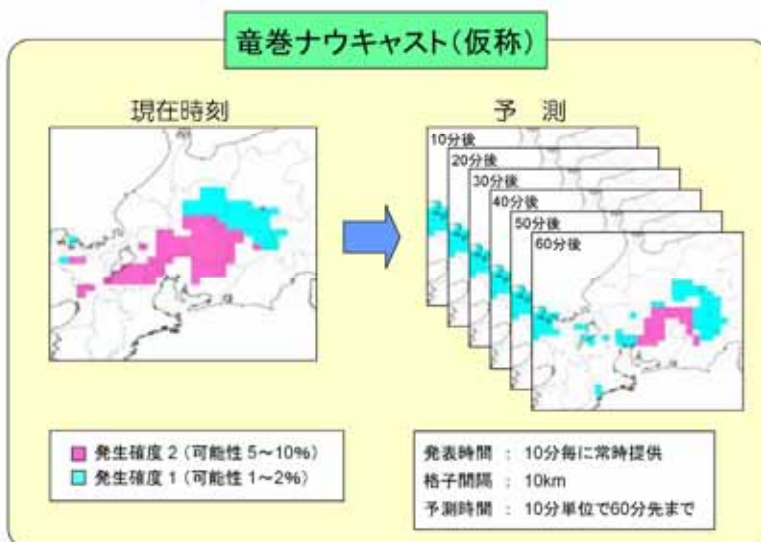 竜巻ナウキャスト(仮称)
現在時刻
予 測
10分後
20分後
30分後
40分後
50分後
60分後
発生確度 2 (可能性 5~10%)
発生確度 1 (可能性 1~2%)
発表時間 : 10分毎に常時提供
格子間隔 : 10km
予測時間 : 10分単位で60分先まで